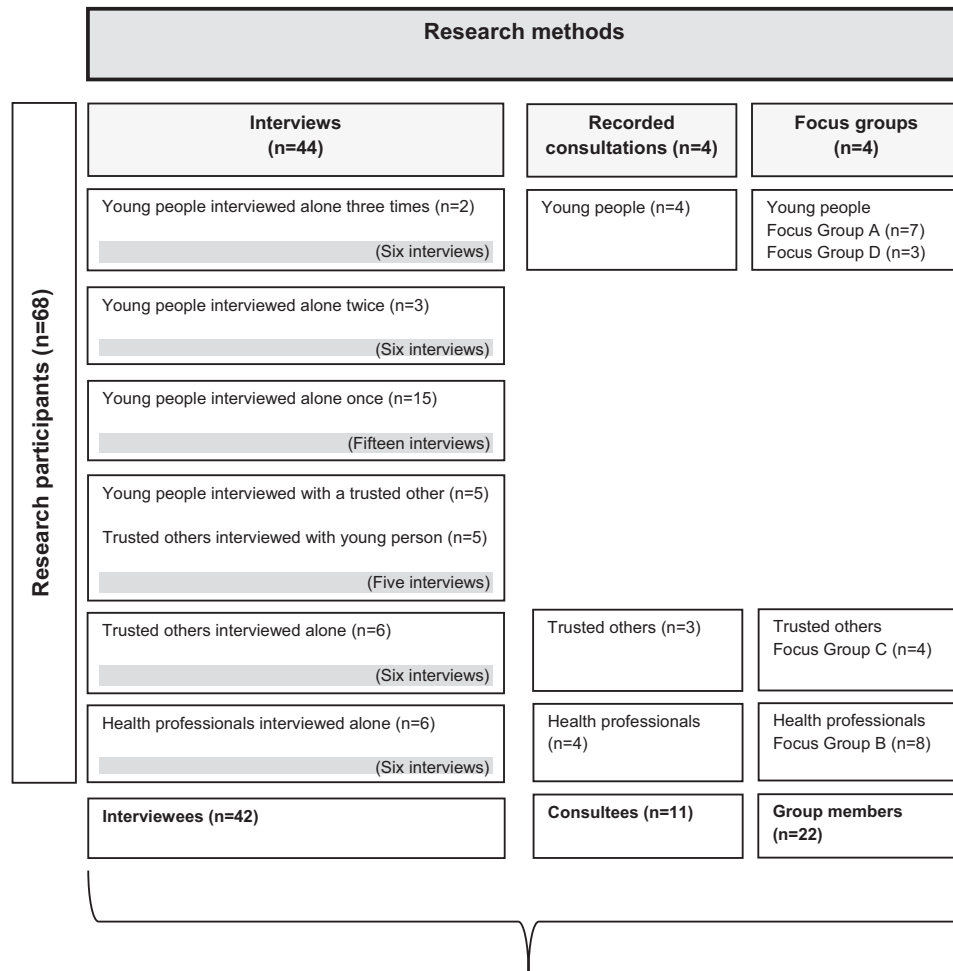 Research methods
Research participants (n=68)
Interviews
(n=44)
Recorded
consultations (n=4)
Focus groups
(n=4)
Young people interviewed alone three times (n=2)
(Six interviews)
Young people (n=4)
Young people
Focus Group A (n=7)
Focus Group D (n=3)
Young people interviewed alone twice (n=3)
(Six interviews)
Young people interviewed alone once (n=15)
(Fifteen interviews)
Young people interviewed with a trusted other (n=5)
Trusted others interviewed with young person (n=5)
(Five interviews)
Trusted others interviewed alone (n=6)
(Six interviews)
Trusted others (n=3)
Trusted others
Focus Group C (n=4)
Health professionals interviewed alone (n=6)
(Six interviews)
Health professionals
(n=4)
Health professionals
Focus Group B (n=8)
Interviewees (n=42)
Consultees (n=11)
Group members
(n=22)